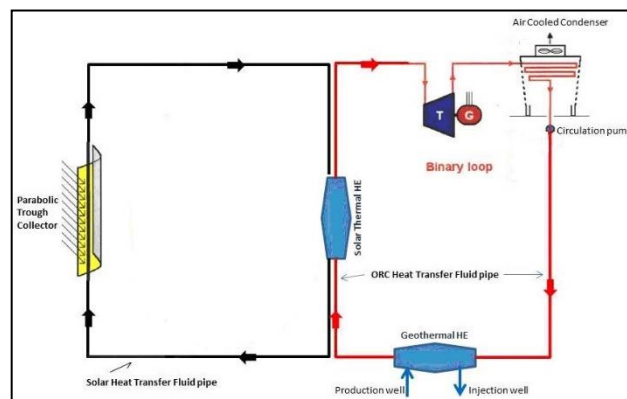 Air Cooled Condenser
T
G
Circulation pump
Binary loop
Parabolic
Trough
Collector
Solar Thermal HE
ORC Heat Transfer Fluid pipe
Geothermal HE
Solar Heat Transfer Fluid pipe
Production well
Injection well